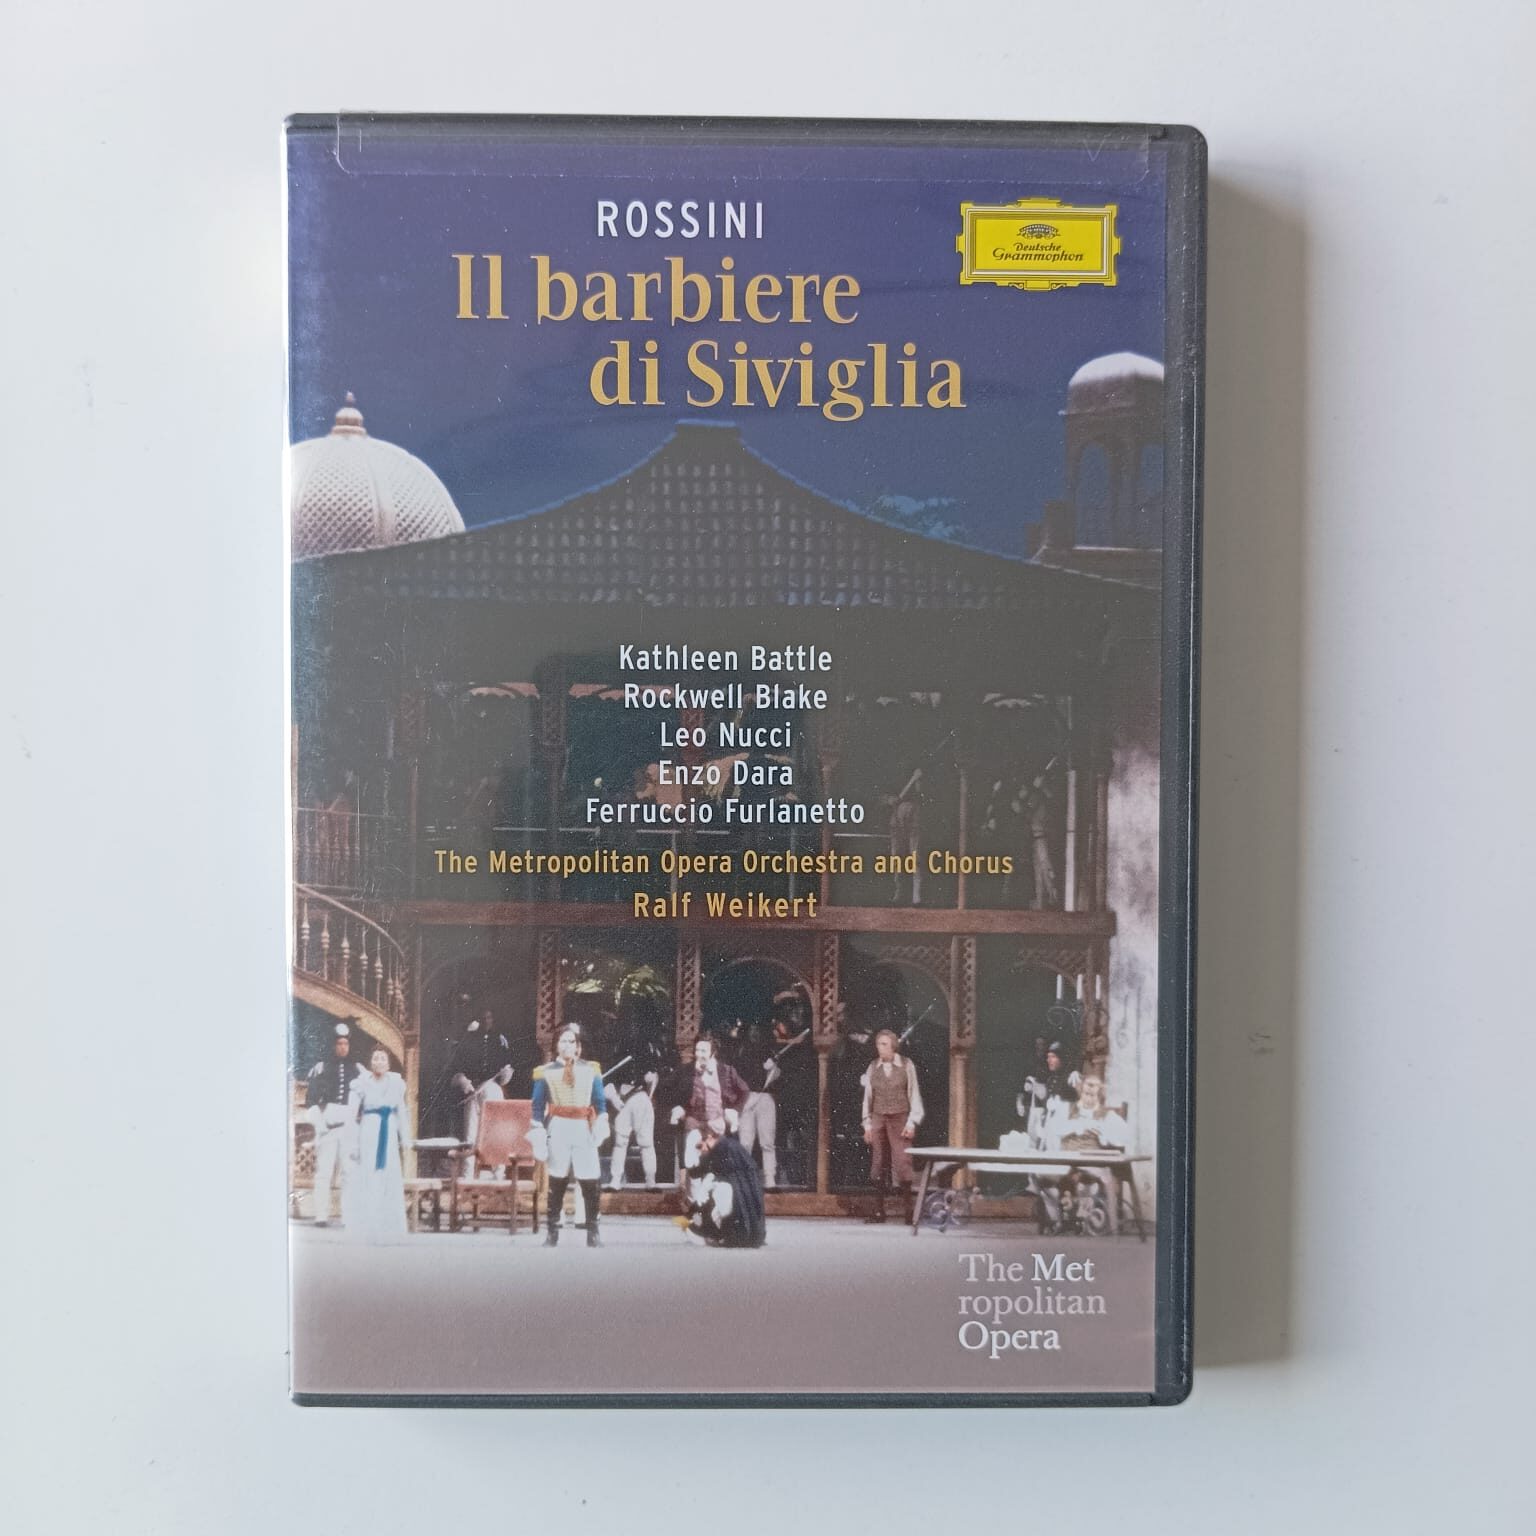 ROSSINI
Il barbiere
di Siviglia
Deutsche
Grammophon
Kathleen Battle
Rockwell Blake
Leo Nucci
Enzo Dara
Ferruccio Furlanetto
The Metropolitan Opera Orchestra and Chorus
Ralf Weikert
The Met
ropolitan
Opera